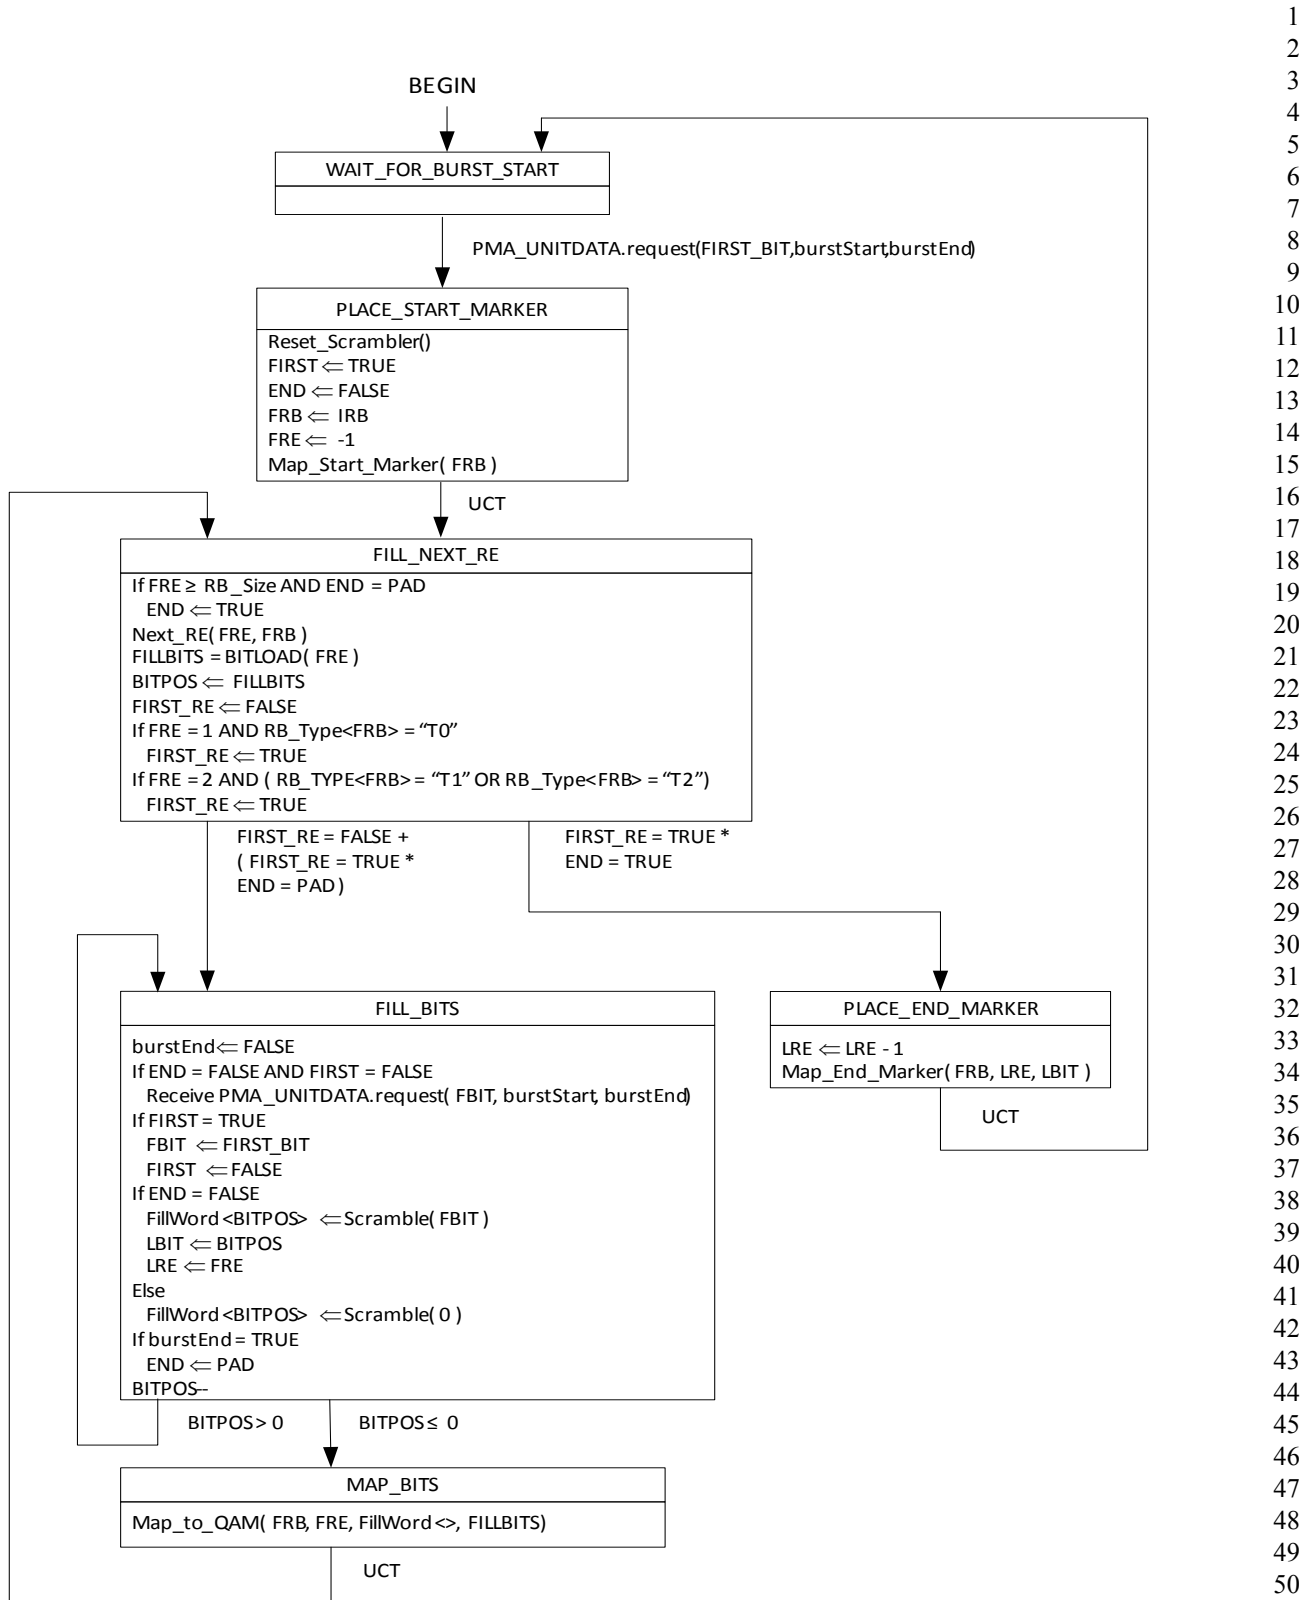 BEGIN
WAIT_FOR_BURST_START
PMA_UNITDATA.request(FIRST_BIT,burstStart,burstEnd)
PLACE_START_MARKER
Reset_Scrambler()
FIRST ⇐ TRUE
END ⇐ FALSE
FRB ⇐ IRB
FRE ⇐ -1
Map_Start_Marker( FRB )
UCT
FILL_NEXT_RE
If FRE ≥ RB_Size AND END = PAD
END ⇐ TRUE
Next_RE( FRE, FRB )
FILLBITS = BITLOAD( FRE )
BITPOS ⇐ FILLBITS
FIRST_RE ⇐ FALSE
If FRE = 1 AND RB_Type<FRB> = “T0”
FIRST_RE ⇐ TRUE
If FRE = 2 AND ( RB_TYPE<FRB> = “T1” OR RB_Type<FRB> = “T2”)
FIRST_RE ⇐ TRUE
FIRST_RE = FALSE +
( FIRST_RE = TRUE *
END = PAD )
FIRST_RE = TRUE *
END = TRUE
FILL_BITS
burstEnd ⇐ FALSE
If END = FALSE AND FIRST = FALSE
Receive PMA_UNITDATA.request( FBIT, burstStart, burstEnd)
If FIRST = TRUE
FBIT ⇐ FIRST_BIT
FIRST ⇐ FALSE
If END = FALSE
FillWord<BITPOS> ⇐ Scramble( FBIT )
LBIT ⇐ BITPOS
LRE ⇐ FRE
Else
FillWord<BITPOS> ⇐ Scramble( 0 )
If burstEnd = TRUE
END ⇐ PAD
BITPOS--
PLACE_END_MARKER
LRE ⇐ LRE - 1
Map_End_Marker( FRB, LRE, LBIT )
UCT
BITPOS > 0
BITPOS ≤ 0
MAP_BITS
Map_to_QAM( FRB, FRE, FillWord<>, FILLBITS)
UCT
1
2
3
4
5
6
7
8
9
10
11
12
13
14
15
16
17
18
19
20
21
22
23
24
25
26
27
28
29
30
31
32
33
34
35
36
37
38
39
40
41
42
43
44
45
46
47
48
49
50